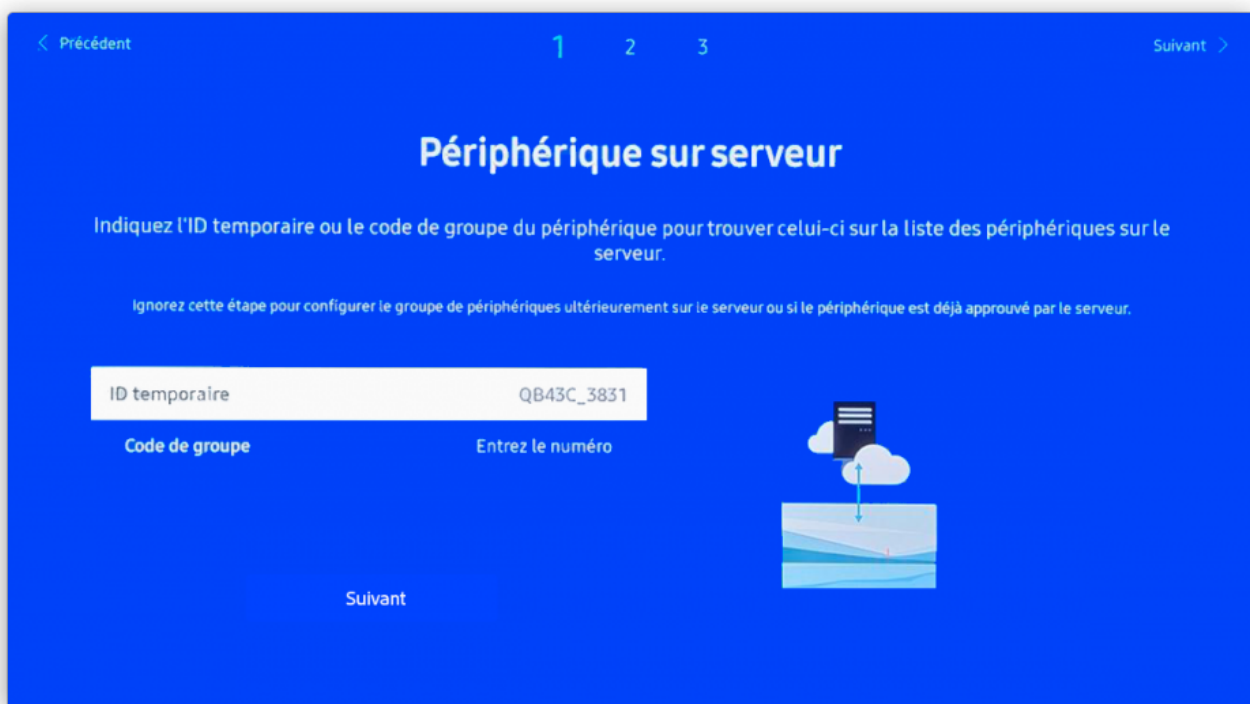 Précédent
1 2 3
Suivant
Périphérique sur serveur
Indiquez l'ID temporaire ou le code de groupe du périphérique pour trouver celui-ci sur la liste des périphériques sur le
serveur.
Ignorez cette étape pour configurer le groupe de périphériques ultérieurement sur le serveur ou si le périphérique est déjà approuvé par le serveur.
ID temporaire QB43C_3831
Code de groupe Entrez le numéro
Suivant